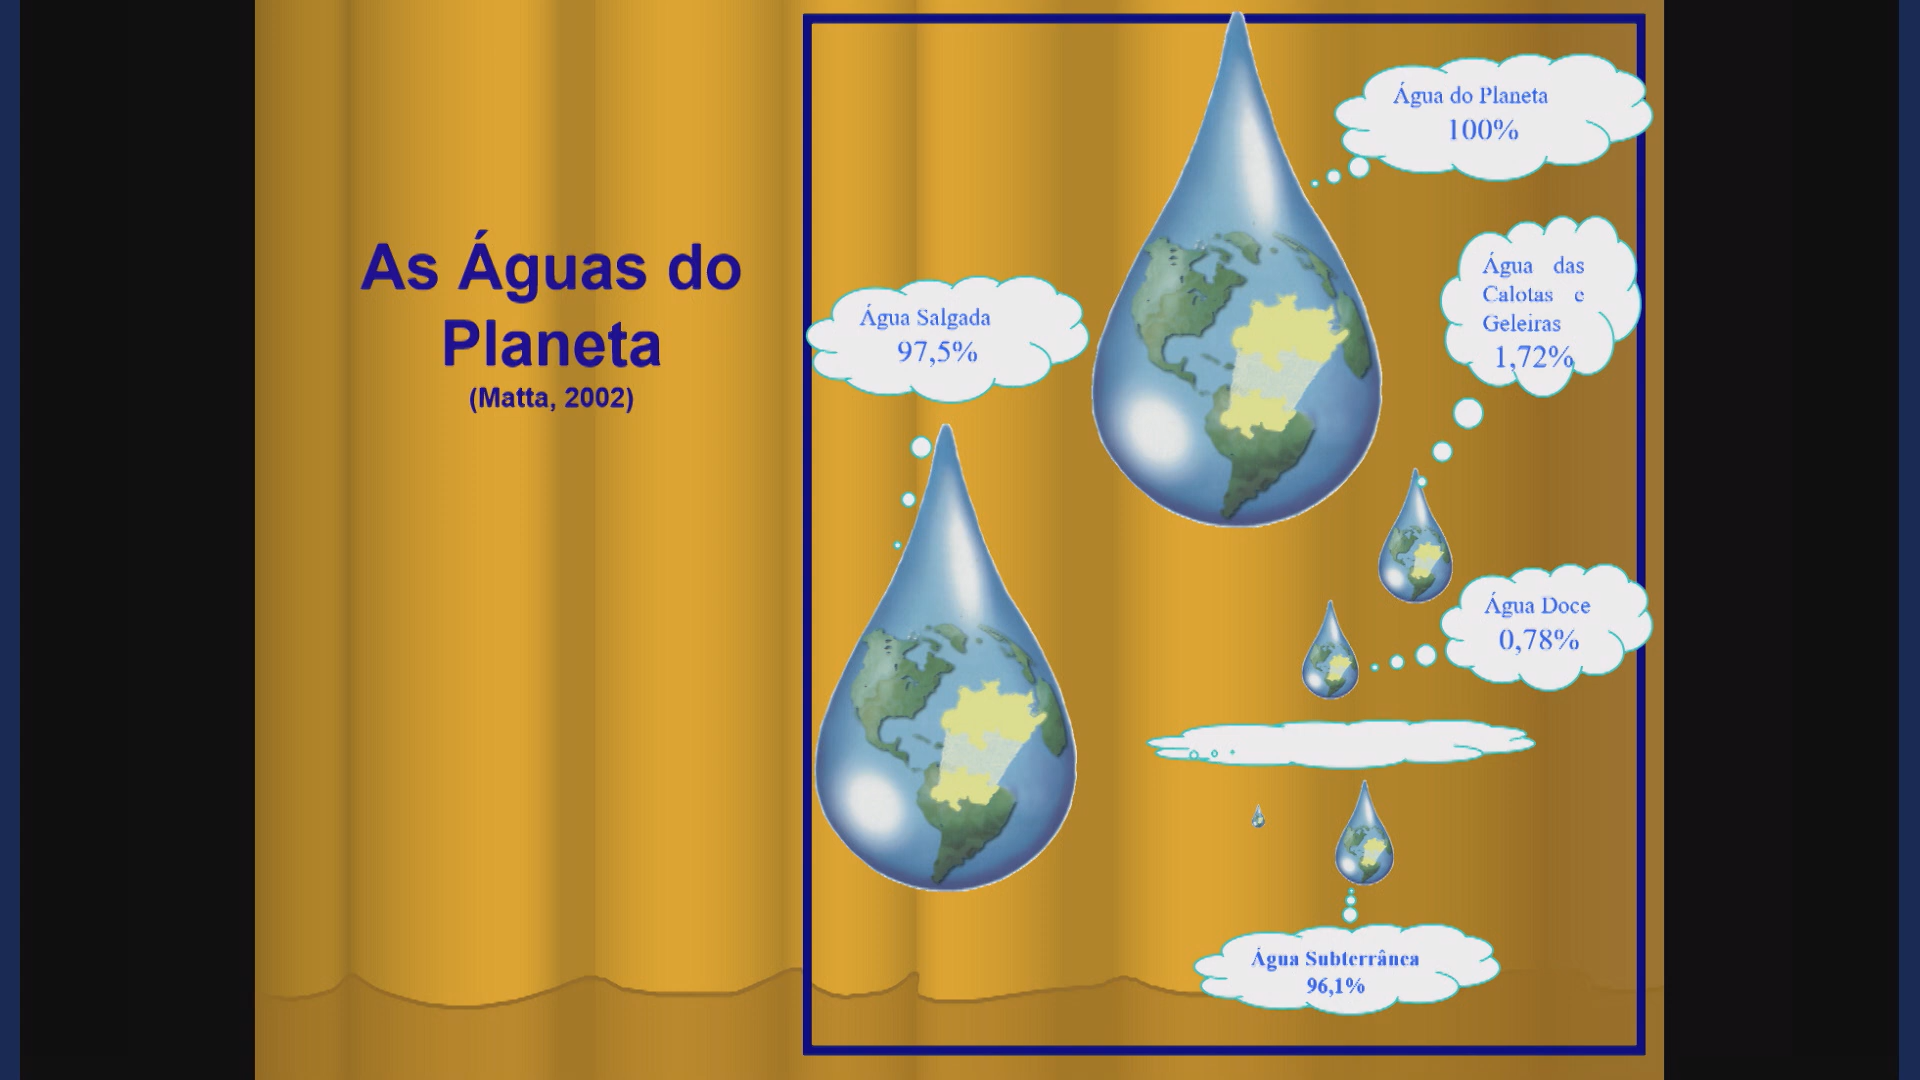 As Águas do
Planeta
(Matta, 2002)
Água do Planeta
100%
Água das
Calotas e
Geleiras
1,72%
Água Salgada
97,5%
Água Doce
0,78%
Água Subterrânea
96,1%